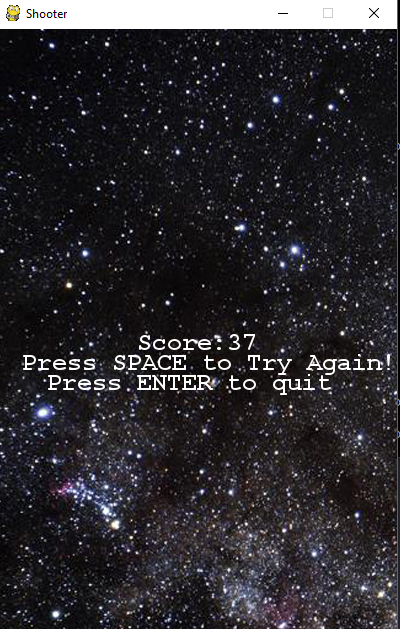 Shooter
Score:37
Press SPACE to Try Again!
Press ENTER to quit